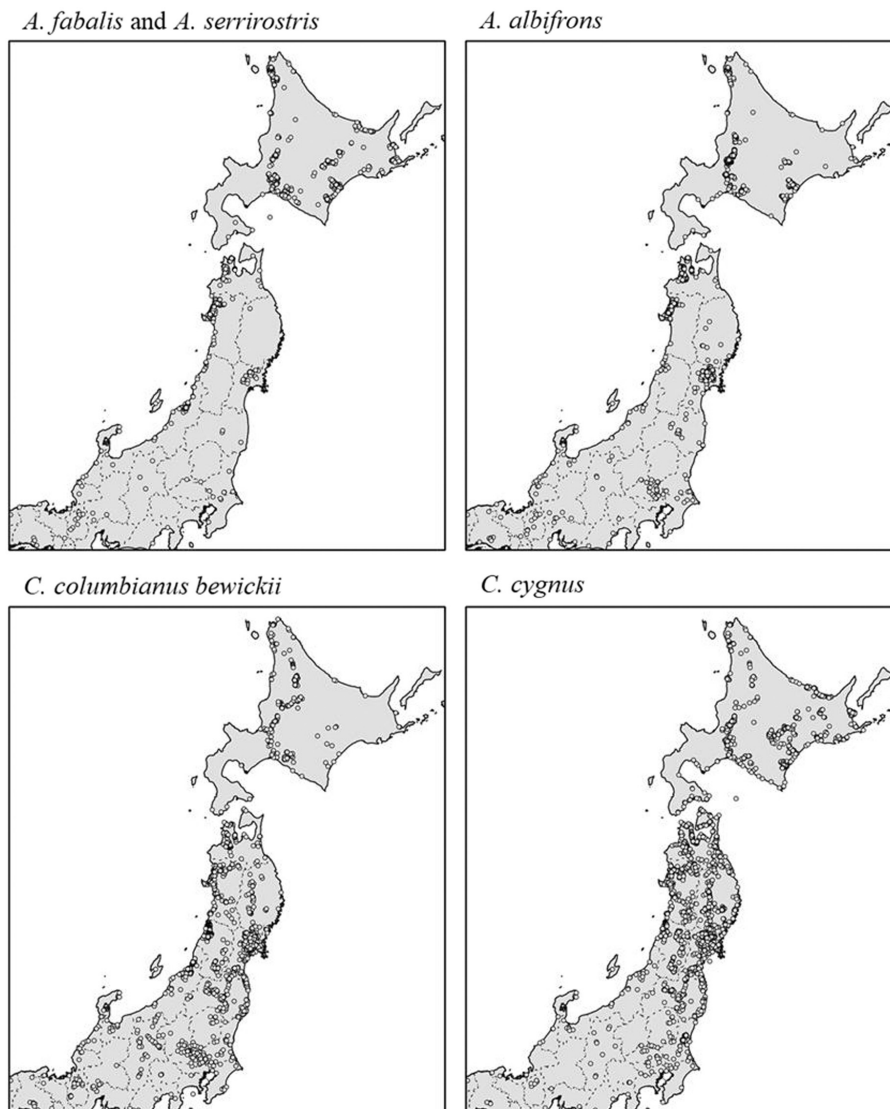 A. fabalis and A. serrirostris
A. albifrons
C. columbianus bewickii
C. cygnus